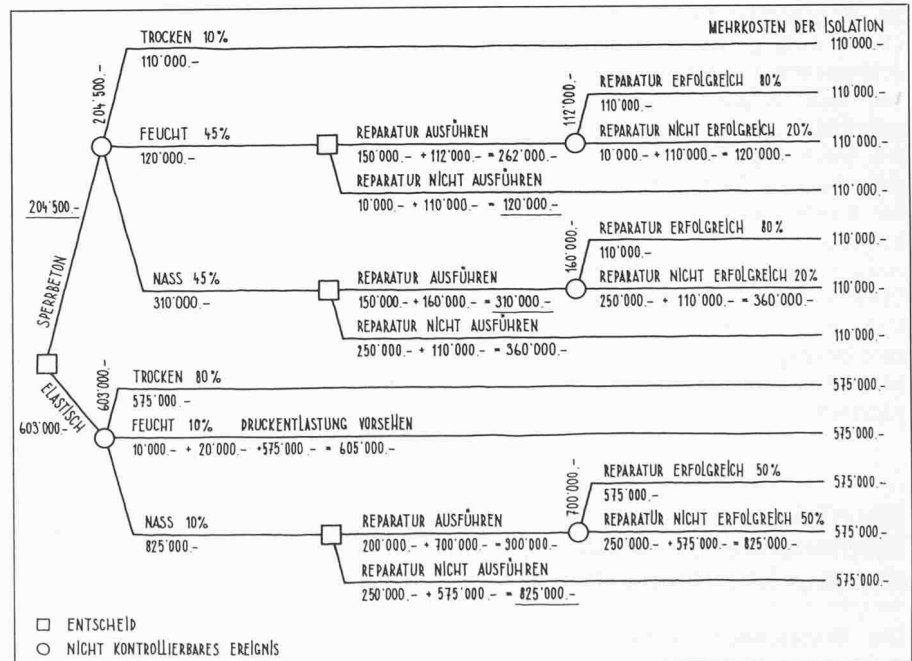 MEHRKOSTEN DER ISOLATION
TROCKEN 10%
110'000.-
110'000.-
204'500.-
REPARATUR ERFOLGREICH 80%
110'000.-
110'000.-
112'000.-
FEUCHT 45%
120'000.-
REPARATUR AUSFÜHREN
150'000.- + 112'000.- = 262'000.-
REPARATUR NICHT ERFOLGREICH 20%
10'000.- + 110'000.- = 120'000.-
110'000.-
REPARATUR NICHT AUSFÜHREN
10'000.- + 110'000.- = 120'000.-
110'000.-
204'500.-
SPERRBETON
REPARATUR ERFOLGREICH 80%
110'000.-
110'000.-
160'000.-
NASS 45%
310'000.-
REPARATUR AUSFÜHREN
150'000.- + 160'000.- = 310'000.-
REPARATUR NICHT ERFOLGREICH 20%
250'000.- + 110'000.- = 360'000.-
110'000.-
REPARATUR NICHT AUSFÜHREN
250'000.- + 110'000.- = 360'000.-
110'000.-
ELASTISCH
603'000.-
603'000.-
TROCKEN 80%
575'000.-
575'000.-
FEUCHT 10% DRUCKENTLASTUNG VORSEHEN
10'000.- + 20'000.- +575'000.- = 605'000.-
575'000.-
REPARATUR ERFOLGREICH 50%
575'000.-
575'000.-
700'000.-
NASS 10%
825'000.-
REPARATUR AUSFÜHREN
200'000.- + 700'000.- = 300'000.-
REPARATUR NICHT ERFOLGREICH 50%
250'000.- + 575'000.- = 825'000.-
575'000.-
REPARATUR NICHT AUSFÜHREN
250'000.- + 575'000.- = 825'000.-
575'000.-
ENTSCHEID
NICHT KONTROLLIERBARES EREIGNIS